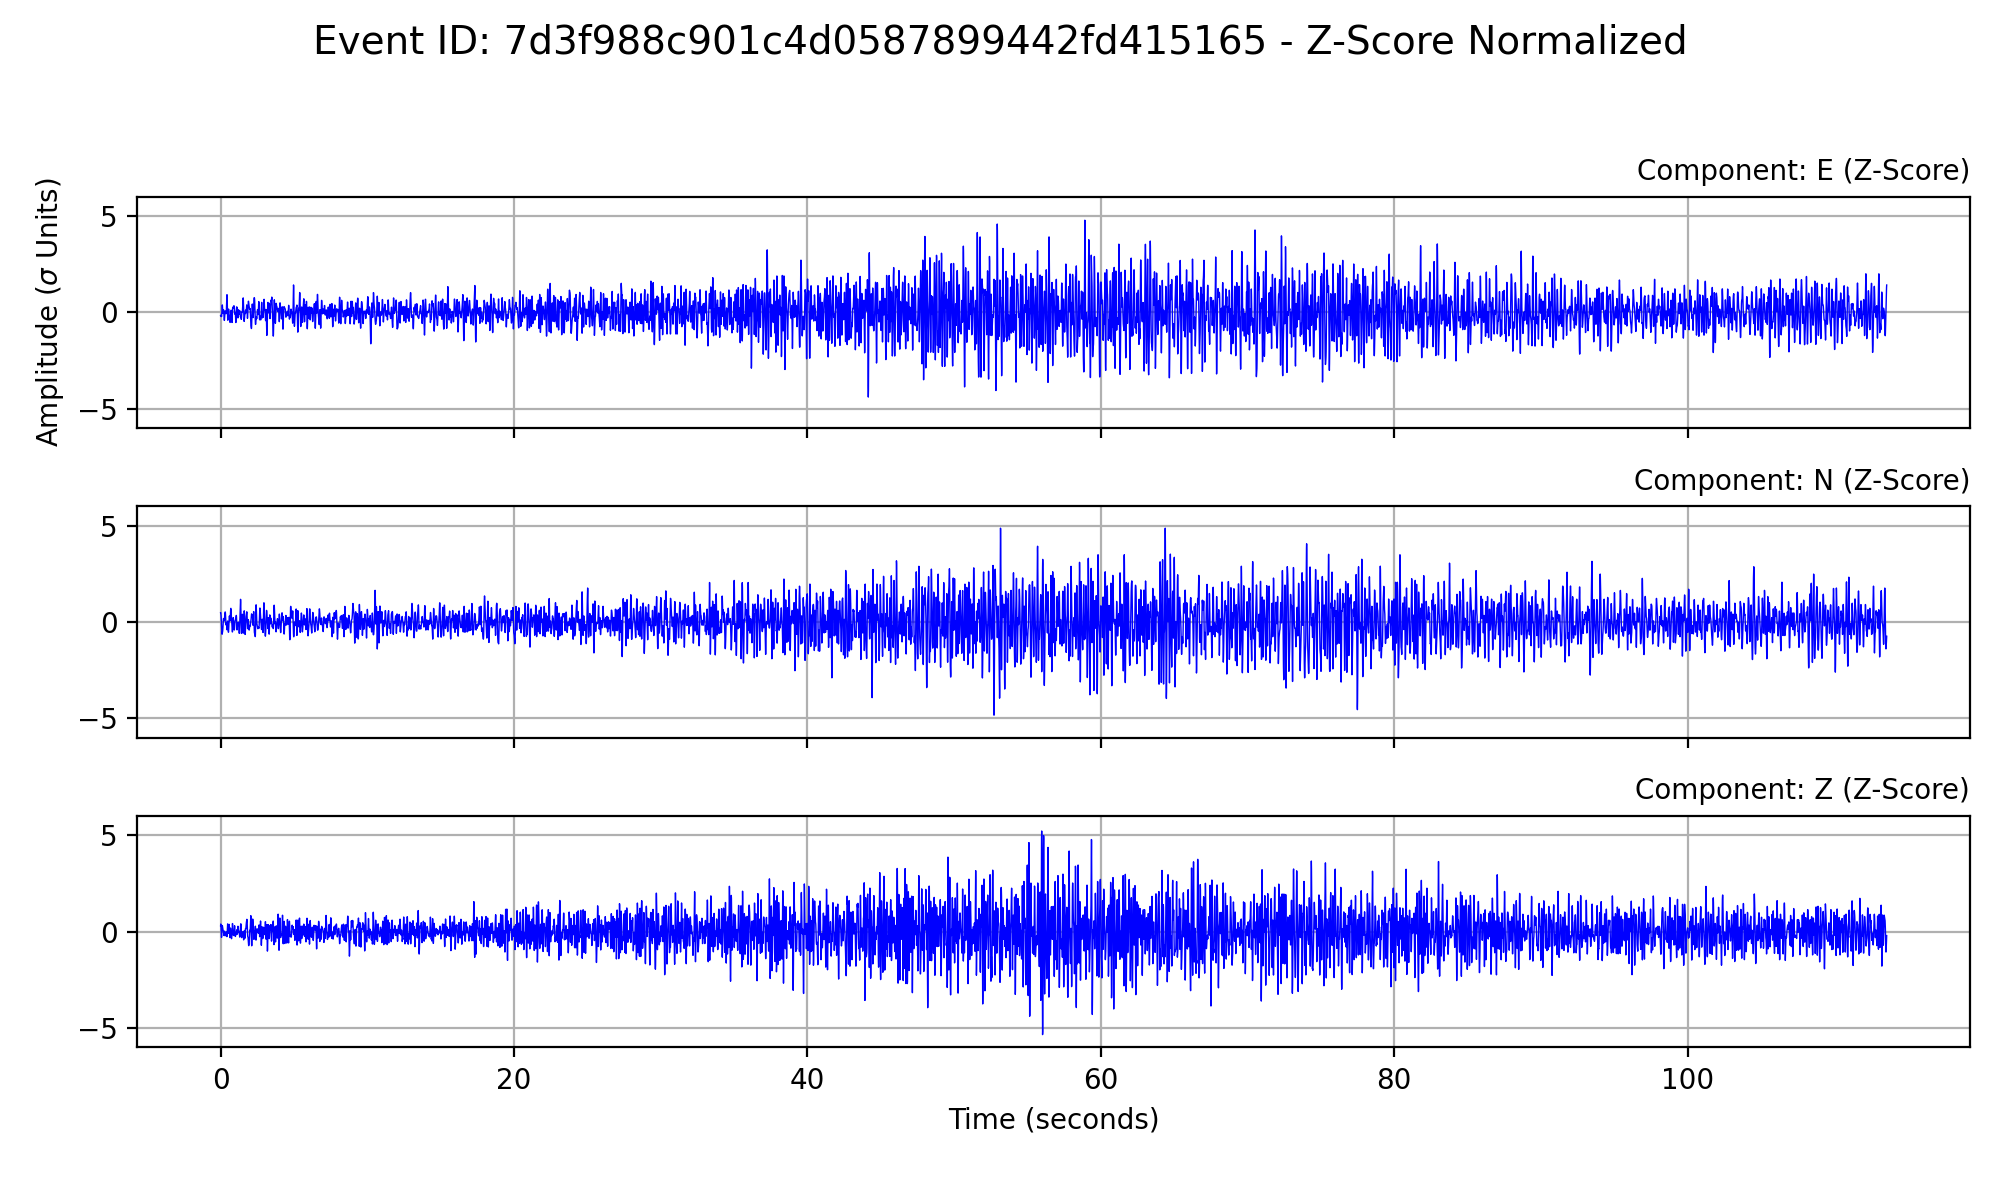 Event ID: 7d3f988c901c4d0587899442fd415165 - Z-Score Normalized
Component: E (Z-Score)
Amplitude (σ Units)
5
0
−5
Component: N (Z-Score)
5
0
−5
Component: Z (Z-Score)
5
0
−5
0 20 40 60 80 100
Time (seconds)